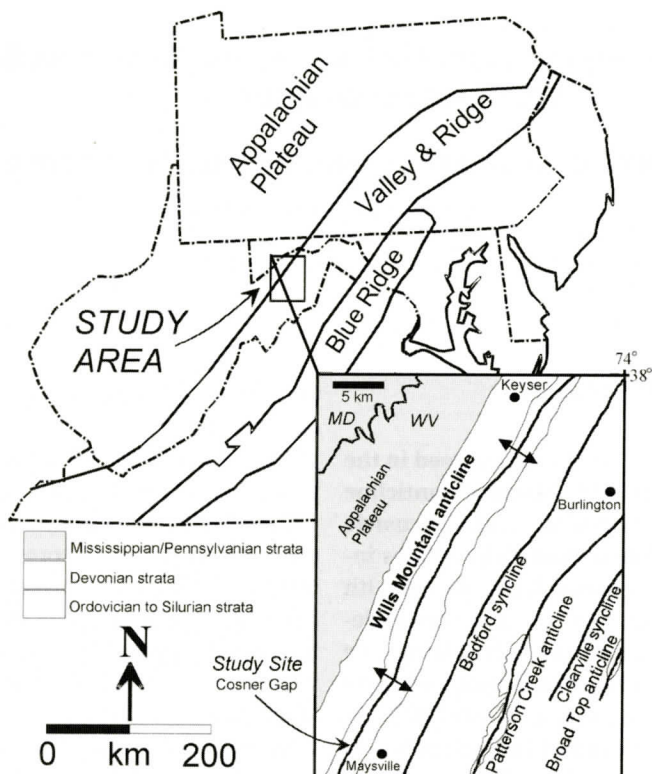 Appalachian
Plateau
Valley & Ridge
Blue Ridge
STUDY
AREA
74°
38°
5 km
Keyser
MD
WV
Appalachian
Plateau
Wills Mountain anticline
Burlington
Bedford syncline
Patterson Creek anticline
Clearville syncline
Broad Top anticline
Maysville
Mississippian/Pennsylvanian strata
Devonian strata
Ordovician to Silurian strata
N
Study Site
Cosner Gap
0 km 200